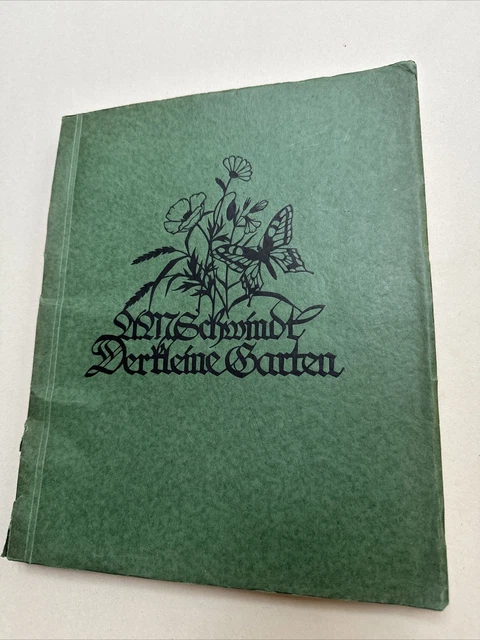 A.M.Schwindt
Der kleine Garten